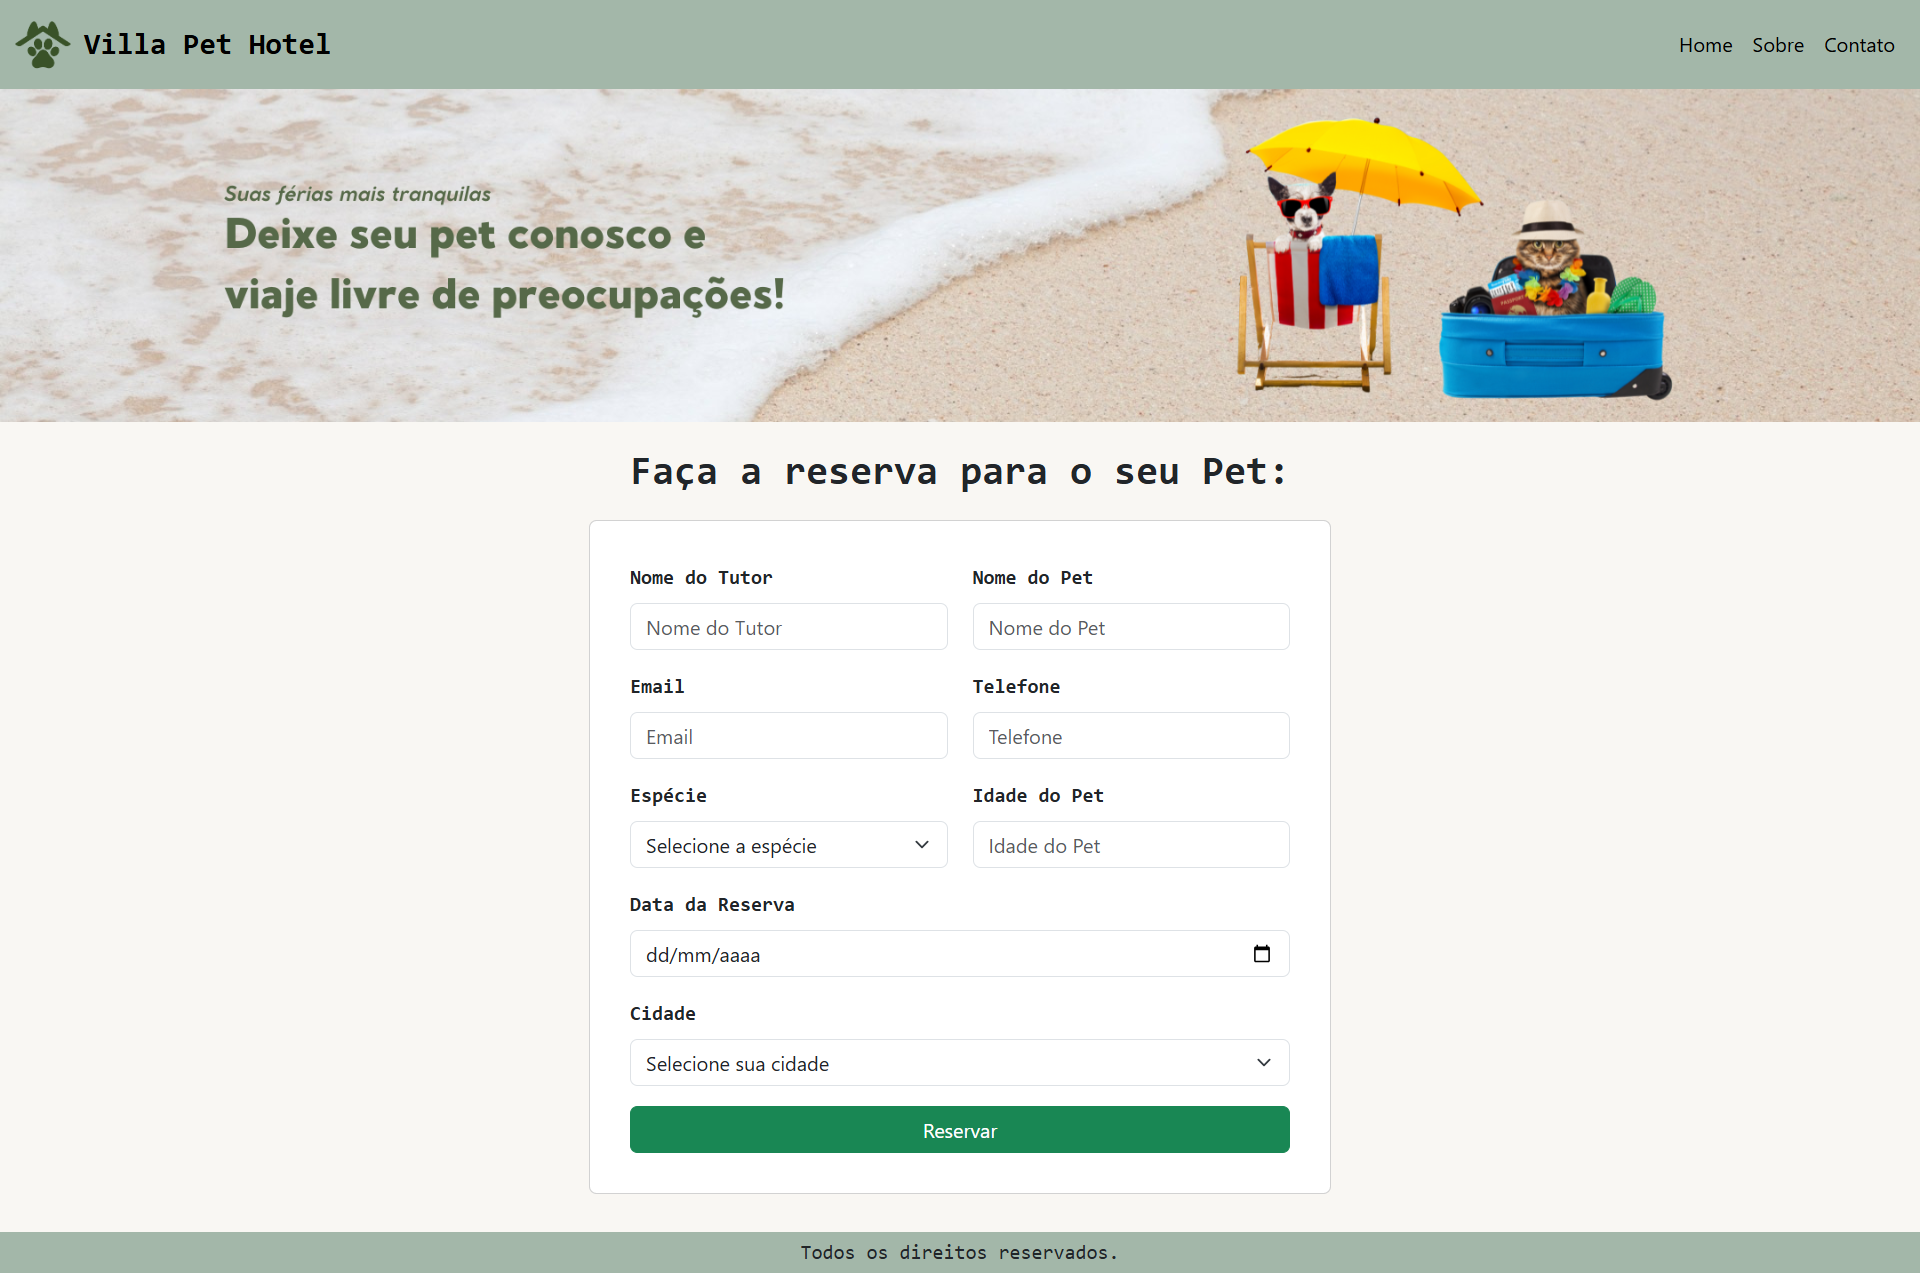 Villa Pet Hotel
Home Sobre Contato
Suas férias mais tranquilas
Deixe seu pet conosco e
viaje livre de preocupações!
PASSPORT
Faça a reserva para o seu Pet:
Nome do Tutor Nome do Pet
Nome do Tutor Nome do Pet
Email Telefone
Email Telefone
Espécie Idade do Pet
Selecione a espécie Idade do Pet
Data da Reserva
dd/mm/aaaa
Cidade
Selecione sua cidade
Reservar
Todos os direitos reservados.